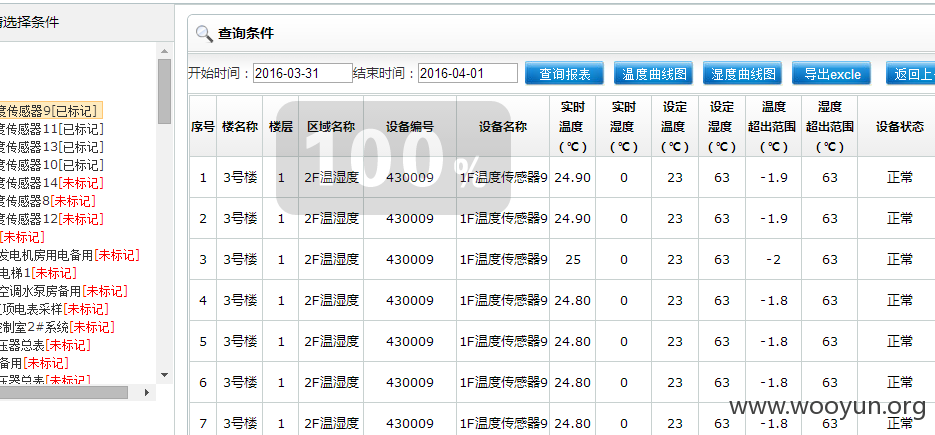 请选择条件
查询条件
开始时间：2016-03-31 结束时间：2016-04-01 查询报表 温度曲线图 湿度曲线图 导出excle 返回上
度传感器9[已标记]
度传感器11[已标记]
度传感器13[已标记]
度传感器10[已标记]
度传感器14[未标记]
度传感器8[未标记]
度传感器12[未标记]
[未标记]
发电机房用电备用[未标记]
电梯1[未标记]
空调水泵房备用[未标记]
项电表采样[未标记]
控制室2#系统[未标记]
压器总表[未标记]
备用[未标记]
压器总表[未标记]
序号 楼名称 楼层 区域名称 设备编号 设备名称 实时温度（℃） 实时湿度（℃） 设定温度（℃） 设定湿度（℃） 温度超出范围（℃） 湿度超出范围（℃） 设备状态
100%
1 3号楼 1 2F温湿度 430009 1F温度传感器9 24.90 0 23 63 -1.9 63 正常
2 3号楼 1 2F温湿度 430009 1F温度传感器9 24.90 0 23 63 -1.9 63 正常
3 3号楼 1 2F温湿度 430009 1F温度传感器9 25 0 23 63 -2 63 正常
4 3号楼 1 2F温湿度 430009 1F温度传感器9 24.80 0 23 63 -1.8 63 正常
5 3号楼 1 2F温湿度 430009 1F温度传感器9 24.80 0 23 63 -1.8 63 正常
6 3号楼 1 2F温湿度 430009 1F温度传感器9 24.80 0 23 63 -1.8 63 正常
7 3号楼 1 2F温湿度 430009 1F温度传感器9 24.80 0 23 63 -1.8 63 正常
www.wooyun.org